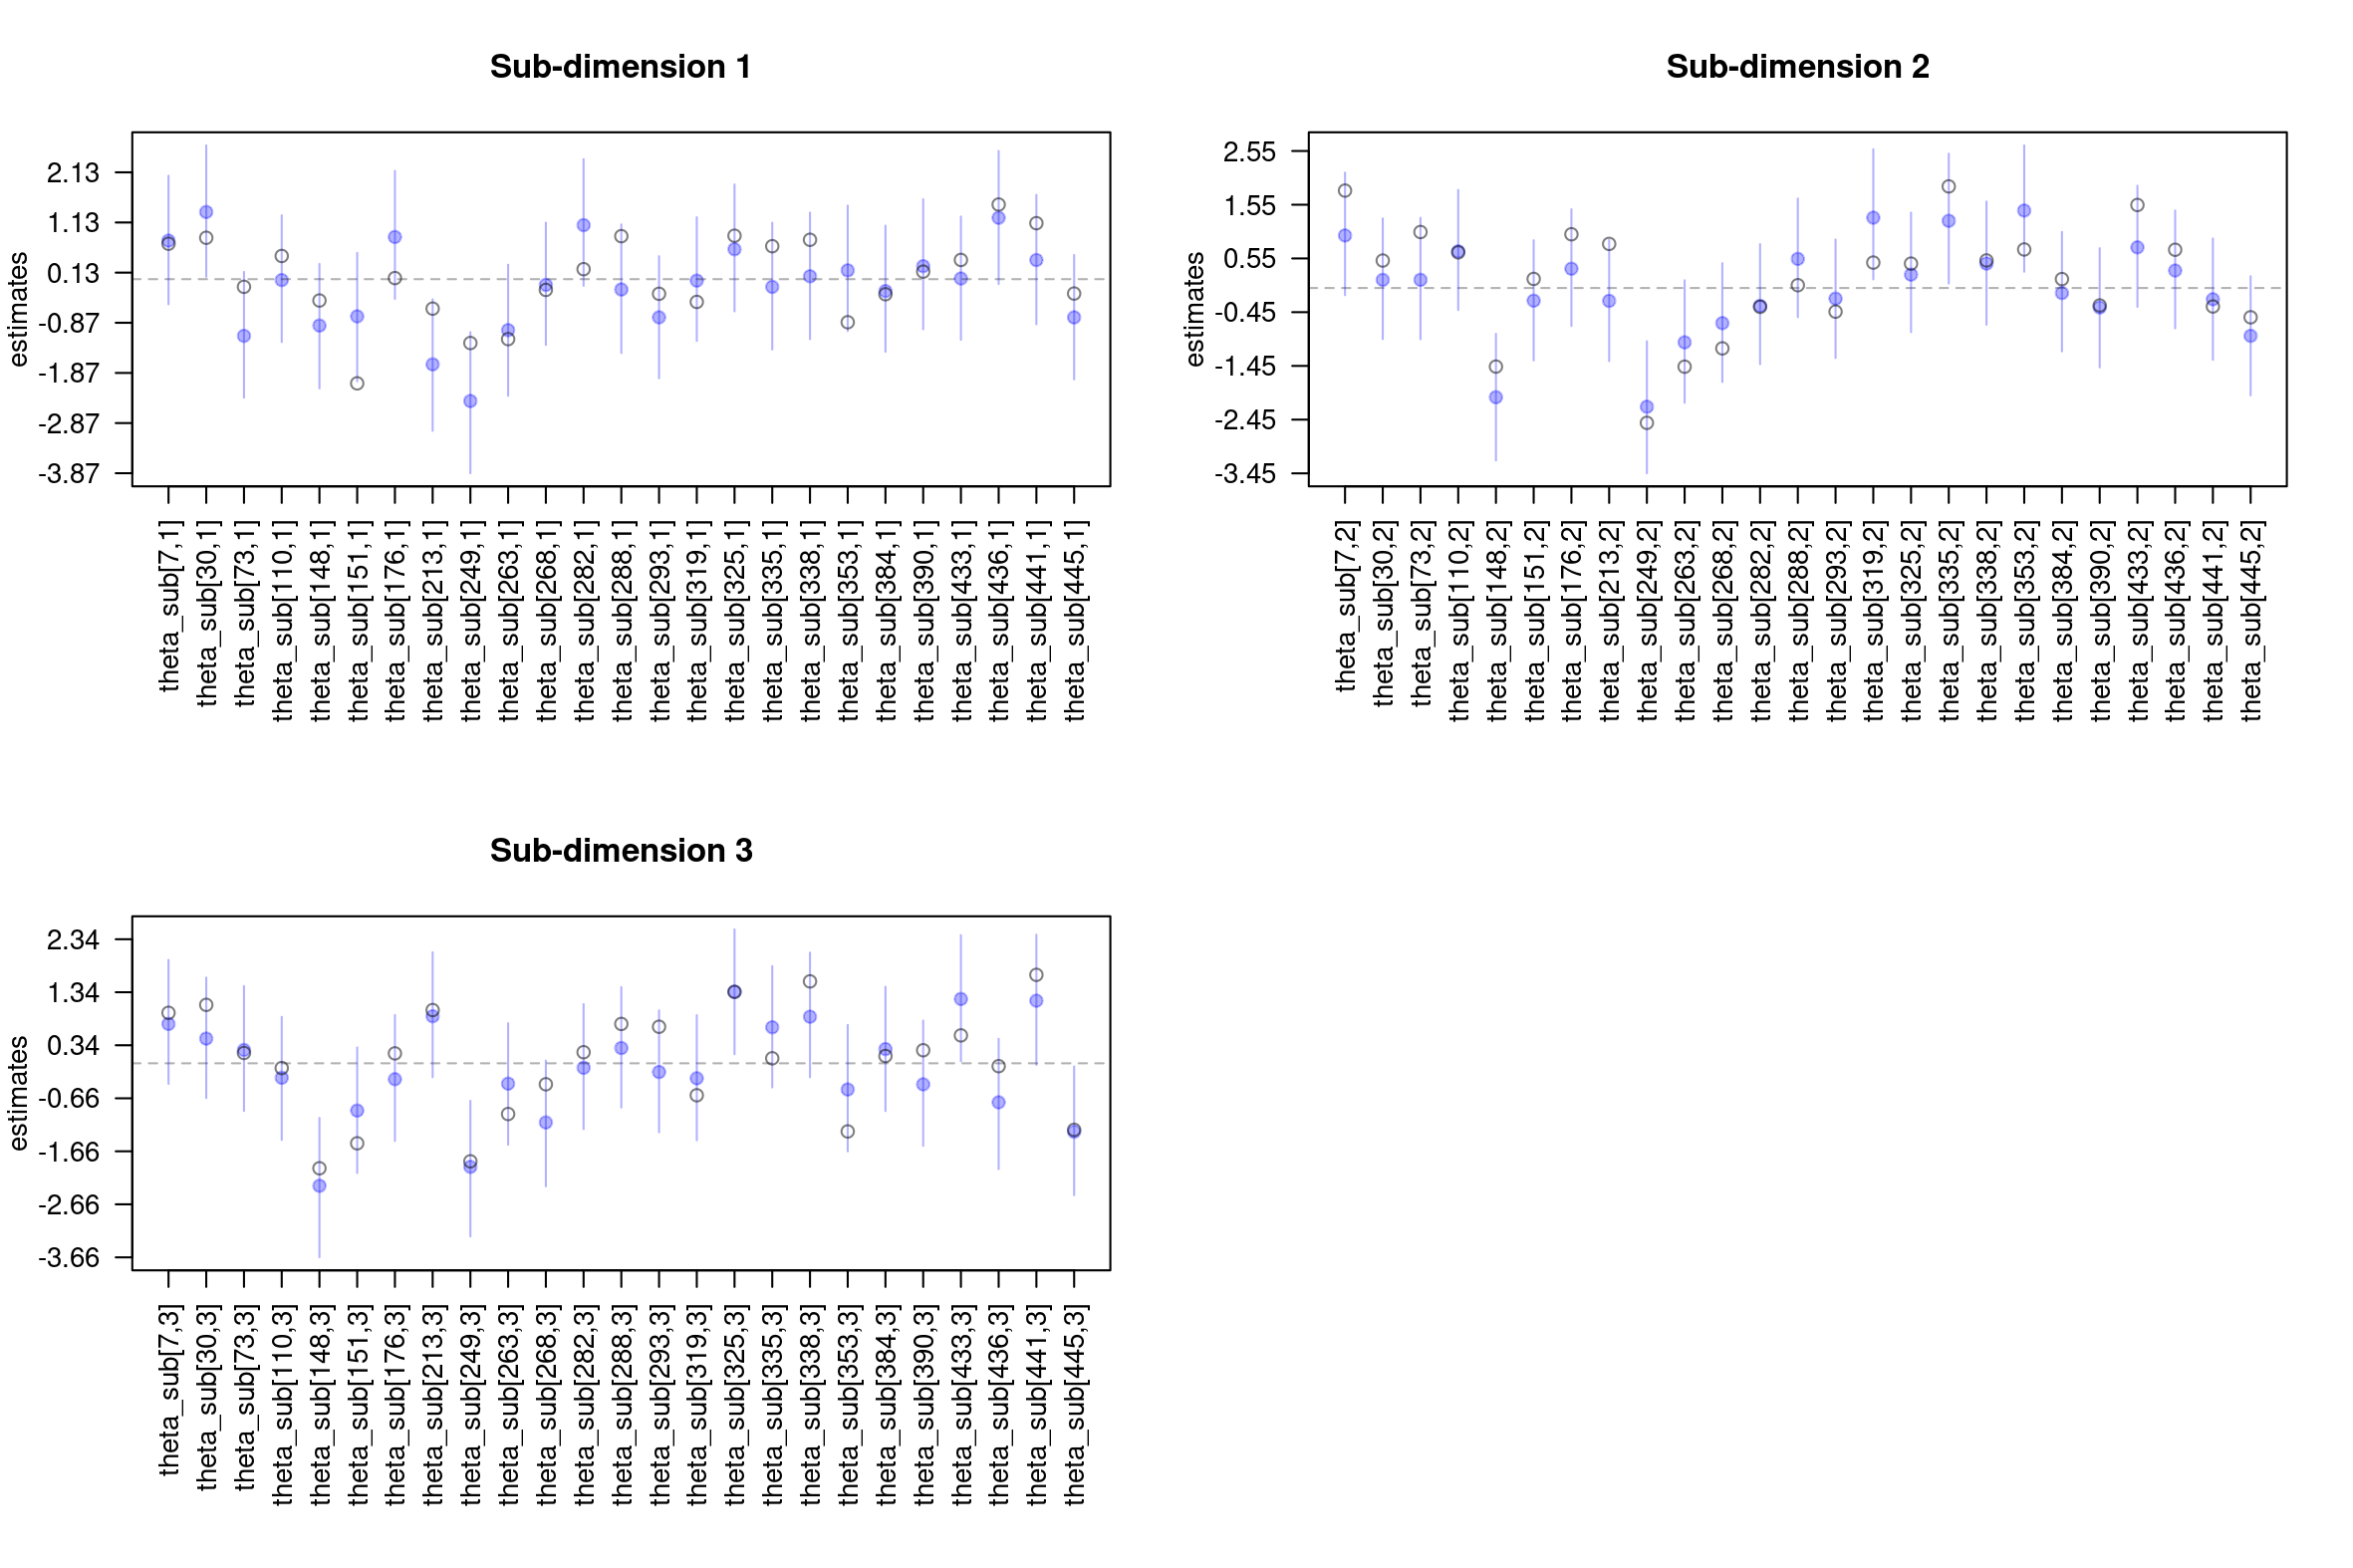 Sub-dimension 1
estimates
2.13
1.13
0.13
-0.87
-1.87
-2.87
-3.87
theta_sub[7,1]
theta_sub[30,1]
theta_sub[73,1]
theta_sub[110,1]
theta_sub[148,1]
theta_sub[151,1]
theta_sub[176,1]
theta_sub[213,1]
theta_sub[249,1]
theta_sub[263,1]
theta_sub[268,1]
theta_sub[282,1]
theta_sub[288,1]
theta_sub[293,1]
theta_sub[319,1]
theta_sub[325,1]
theta_sub[335,1]
theta_sub[338,1]
theta_sub[353,1]
theta_sub[384,1]
theta_sub[390,1]
theta_sub[433,1]
theta_sub[436,1]
theta_sub[441,1]
theta_sub[445,1]
Sub-dimension 2
estimates
2.55
1.55
0.55
-0.45
-1.45
-2.45
-3.45
theta_sub[7,2]
theta_sub[30,2]
theta_sub[73,2]
theta_sub[110,2]
theta_sub[148,2]
theta_sub[151,2]
theta_sub[176,2]
theta_sub[213,2]
theta_sub[249,2]
theta_sub[263,2]
theta_sub[268,2]
theta_sub[282,2]
theta_sub[288,2]
theta_sub[293,2]
theta_sub[319,2]
theta_sub[325,2]
theta_sub[335,2]
theta_sub[338,2]
theta_sub[353,2]
theta_sub[384,2]
theta_sub[390,2]
theta_sub[433,2]
theta_sub[436,2]
theta_sub[441,2]
theta_sub[445,2]
Sub-dimension 3
estimates
2.34
1.34
0.34
-0.66
-1.66
-2.66
-3.66
theta_sub[7,3]
theta_sub[30,3]
theta_sub[73,3]
theta_sub[110,3]
theta_sub[148,3]
theta_sub[151,3]
theta_sub[176,3]
theta_sub[213,3]
theta_sub[249,3]
theta_sub[263,3]
theta_sub[268,3]
theta_sub[282,3]
theta_sub[288,3]
theta_sub[293,3]
theta_sub[319,3]
theta_sub[325,3]
theta_sub[335,3]
theta_sub[338,3]
theta_sub[353,3]
theta_sub[384,3]
theta_sub[390,3]
theta_sub[433,3]
theta_sub[436,3]
theta_sub[441,3]
theta_sub[445,3]